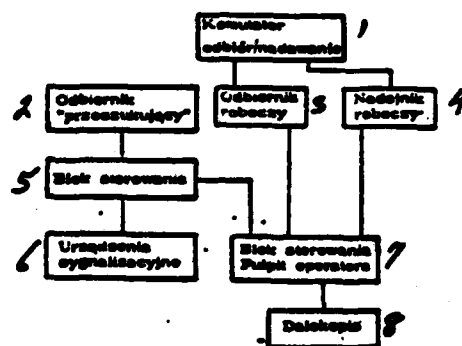 Komutator 1
odbiór/nadawanie
2 Odbiornik
"przeszukujący"
Odbiornik 3
roboczy
Nadajnik 4
roboczy
5 Blok sterowania
6 Urządzenia
sygnalizacyjne
Blok sterowania 7
Pulpit operatora
Dalekopis 8